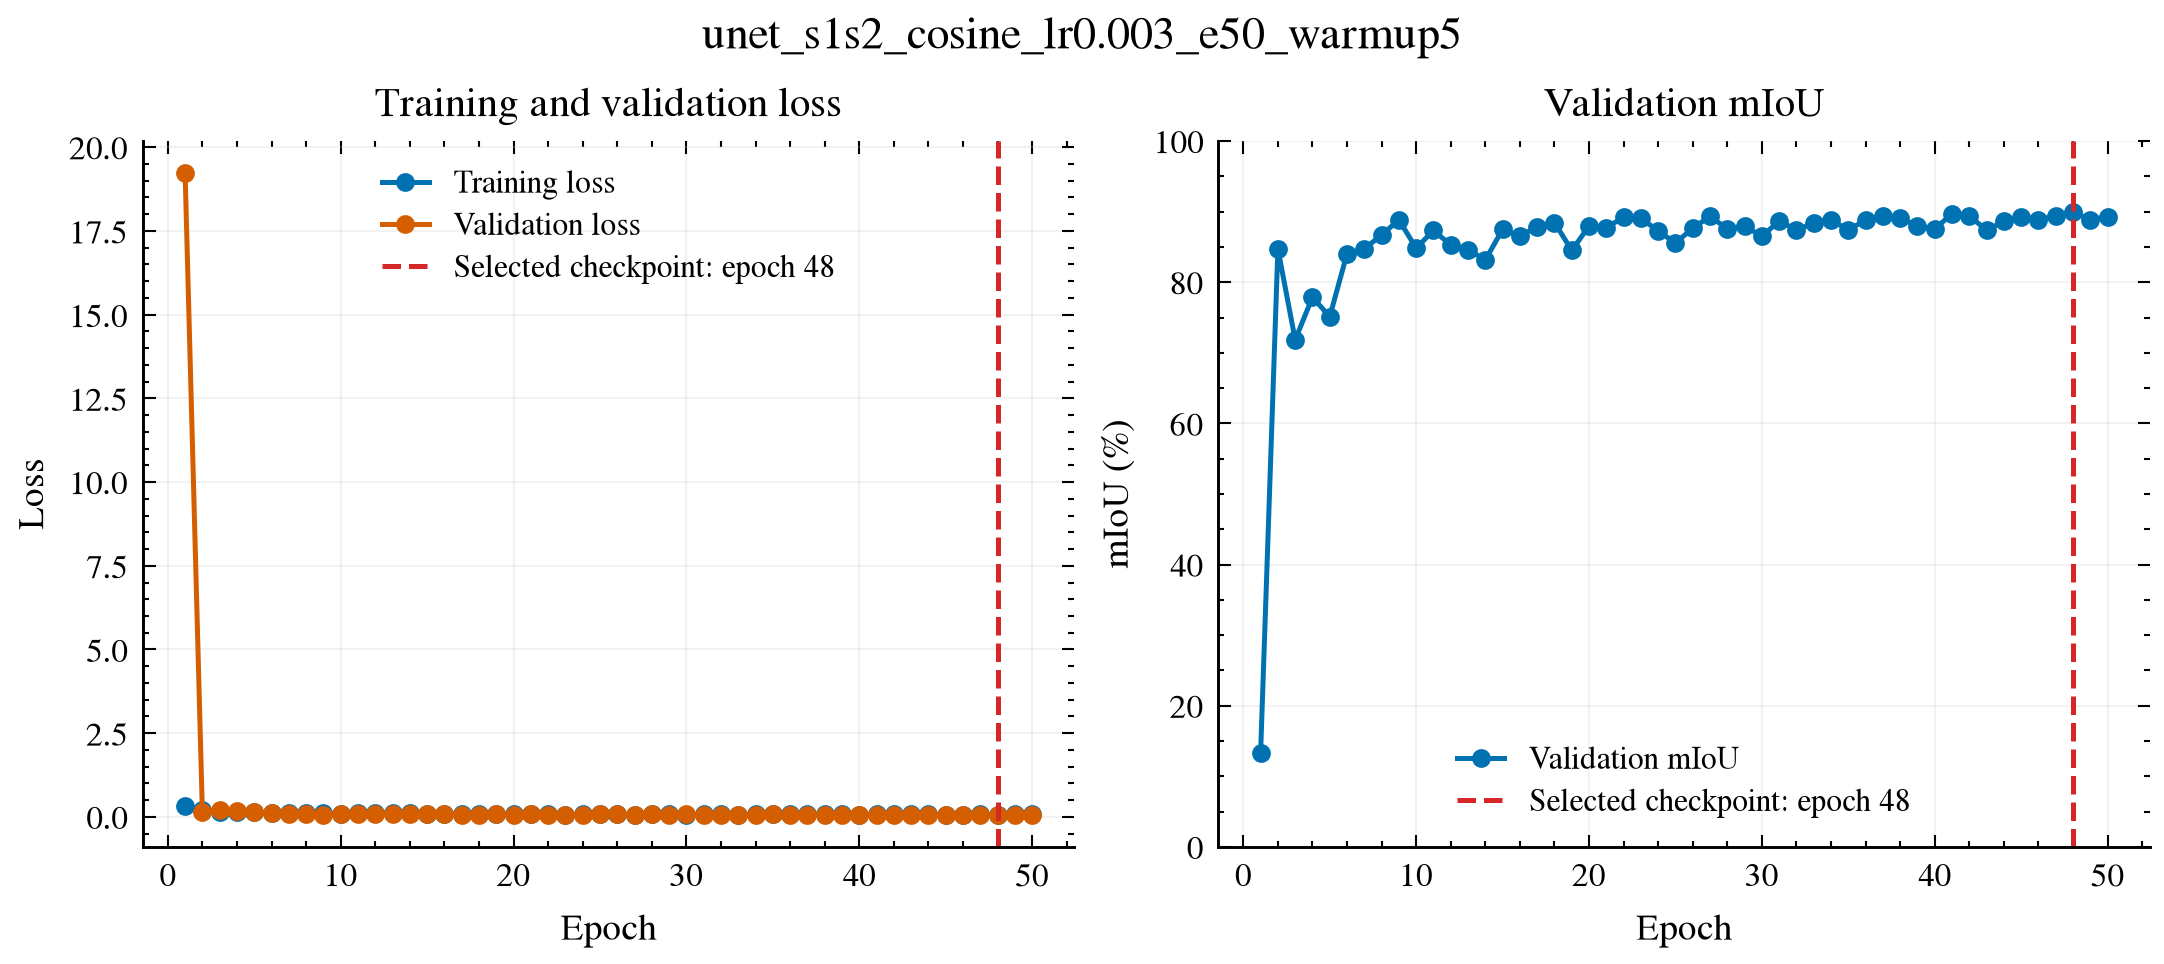 unet_s1s2_cosine_lr0.003_e50_warmup5
Training and validation loss
20.0
17.5
15.0
12.5
10.0
7.5
5.0
2.5
0.0
Loss
Training loss
Validation loss
Selected checkpoint: epoch 48
0 10 20 30 40 50
Epoch
Validation mIoU
100
80
60
40
20
0
mIoU (%)
Validation mIoU
Selected checkpoint: epoch 48
0 10 20 30 40 50
Epoch